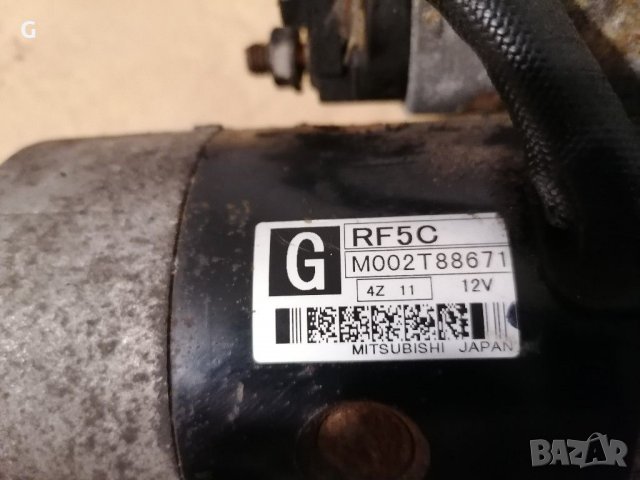 G
G
RF5C
M002T88671
4Z 11 12V
MITSUBISHI JAPAN
BAZAR